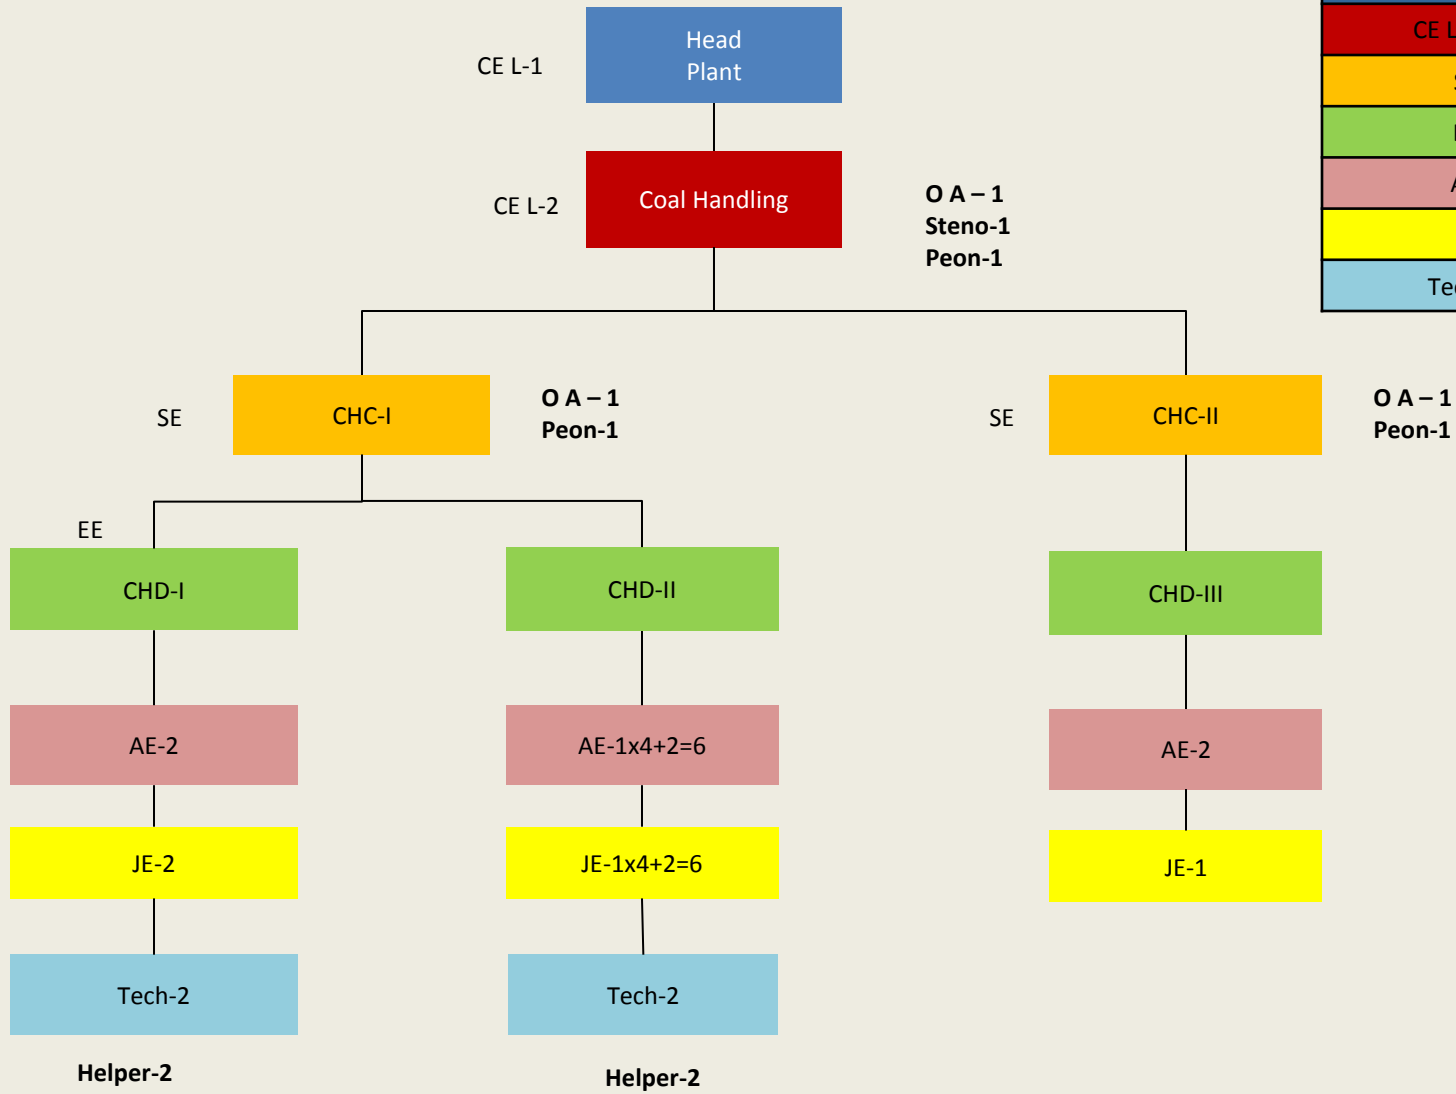 Head
Plant
CE L-1
Coal Handling
CE L-2
O A – 1
Steno-1
Peon-1
CE L
Tec
CHC-I
SE
O A – 1
Peon-1
CHC-II
SE
O A – 1
Peon-1
EE
CHD-I
CHD-II
CHD-III
AE-2
AE-1x4+2=6
AE-2
JE-2
JE-1x4+2=6
JE-1
Tech-2
Tech-2
Helper-2
Helper-2